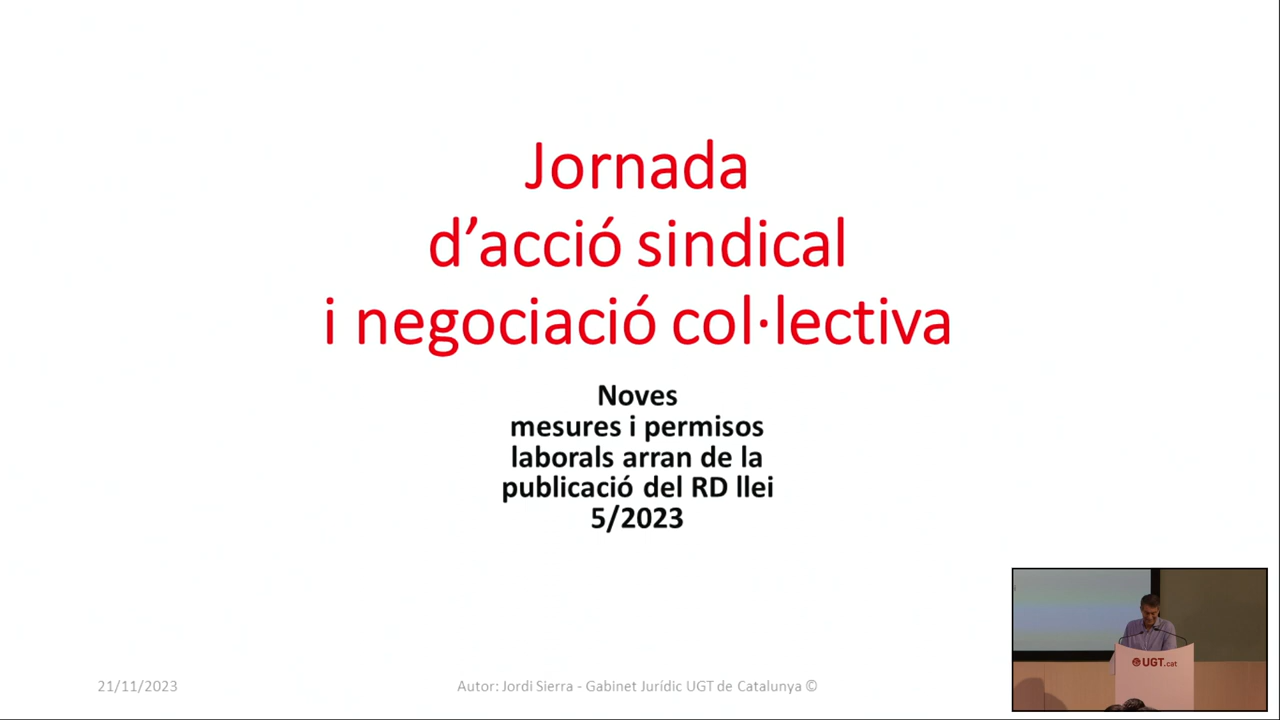 Jornada
d’acció sindical
i negociació col·lectiva
Noves
mesures i permisos
laborals arran de la
publicació del RD llei
5/2023
21/11/2023
Autor: Jordi Sierra - Gabinet Jurídic UGT de Catalunya ©
UGT.cat